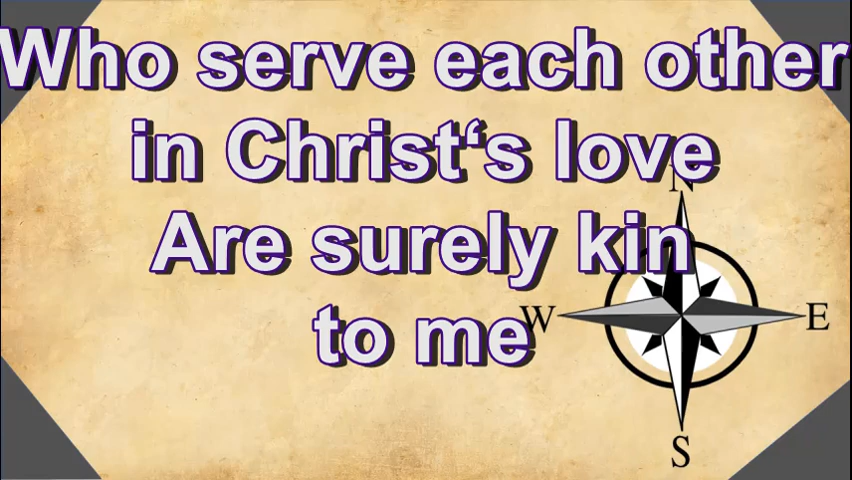 Who serve each other
in Christ‘s love
N
Are surely kin
to me
W
E
S